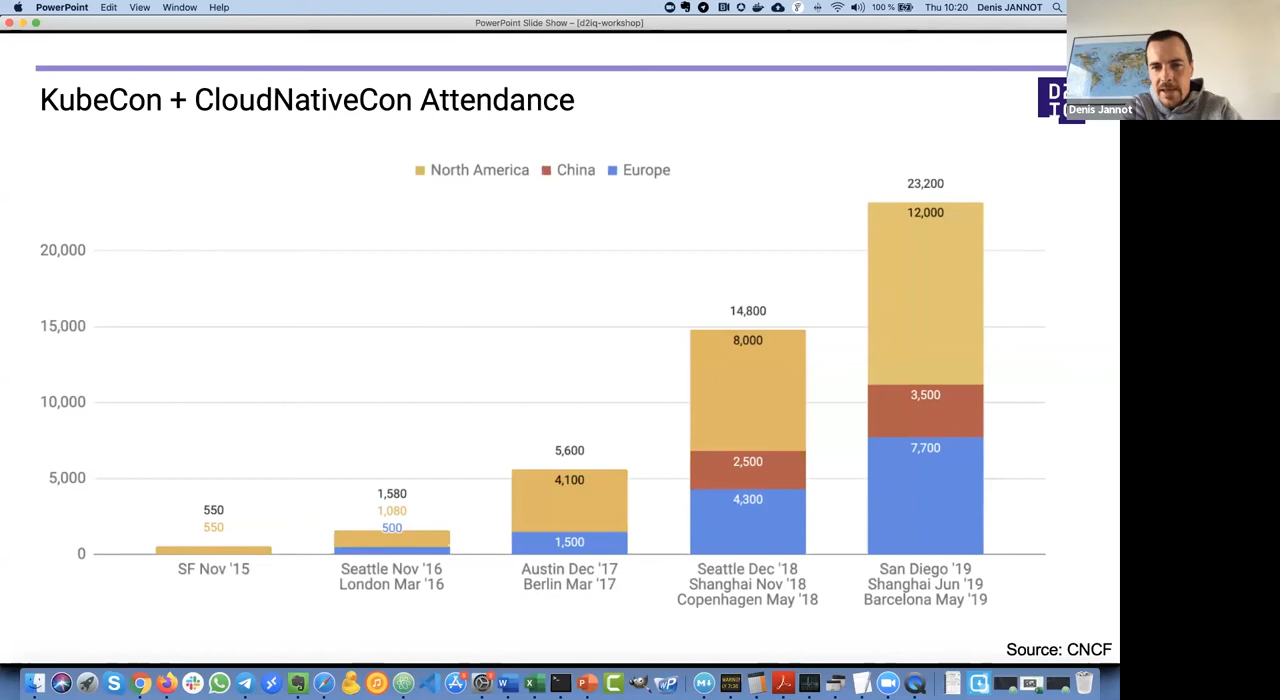 PowerPoint Edit View Window Help
100 % Thu 10:20 Denis JANNOT
PowerPoint Slide Show – [d2iq-workshop]
KubeCon + CloudNativeCon Attendance
Denis Jannot
North America China Europe
20,000
15,000
10,000
5,000
0
550
550
1,580
1,080
500
5,600
4,100
1,500
14,800
8,000
2,500
4,300
23,200
12,000
3,500
7,700
SF Nov '15
Seattle Nov '16
London Mar '16
Austin Dec '17
Berlin Mar '17
Seattle Dec '18
Shanghai Nov '18
Copenhagen May '18
San Diego '19
Shanghai Jun '19
Barcelona May '19
Source: CNCF